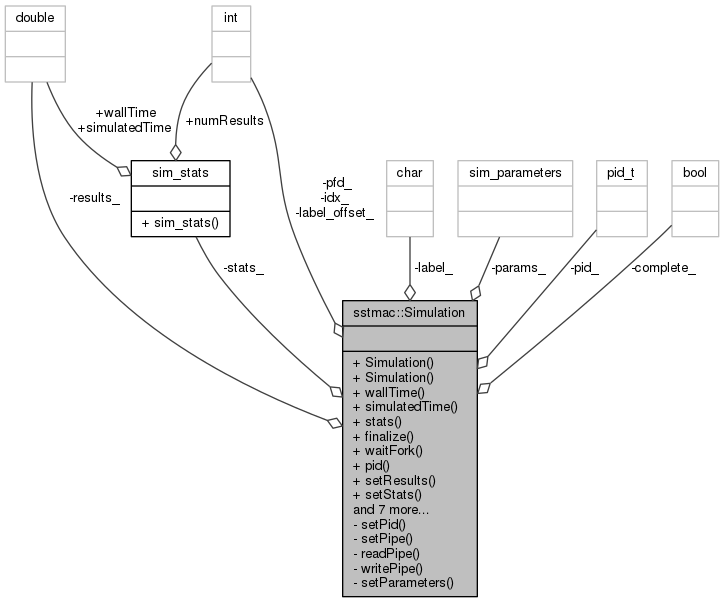 double
int
+wallTime
+simulatedTime
+numResults
sim_stats
+ sim_stats()
char
sim_parameters
pid_t
bool
-results_
-pfd_
-idx_
-label_offset_
-stats_
-label_
-params_
-pid_
-complete_
sstmac::Simulation
+ Simulation()
+ Simulation()
+ wallTime()
+ simulatedTime()
+ stats()
+ finalize()
+ waitFork()
+ pid()
+ setResults()
+ setStats()
and 7 more...
- setPid()
- setPipe()
- readPipe()
- writePipe()
- setParameters()